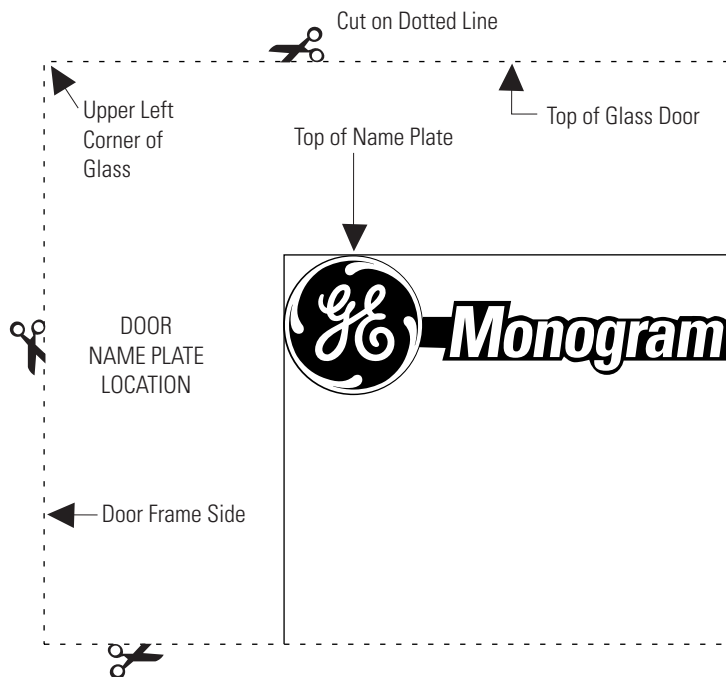 Cut on Dotted Line
Upper Left
Corner of
Glass
Top of Glass Door
Top of Name Plate
GE
Monogram
DOOR
NAME PLATE
LOCATION
Door Frame Side